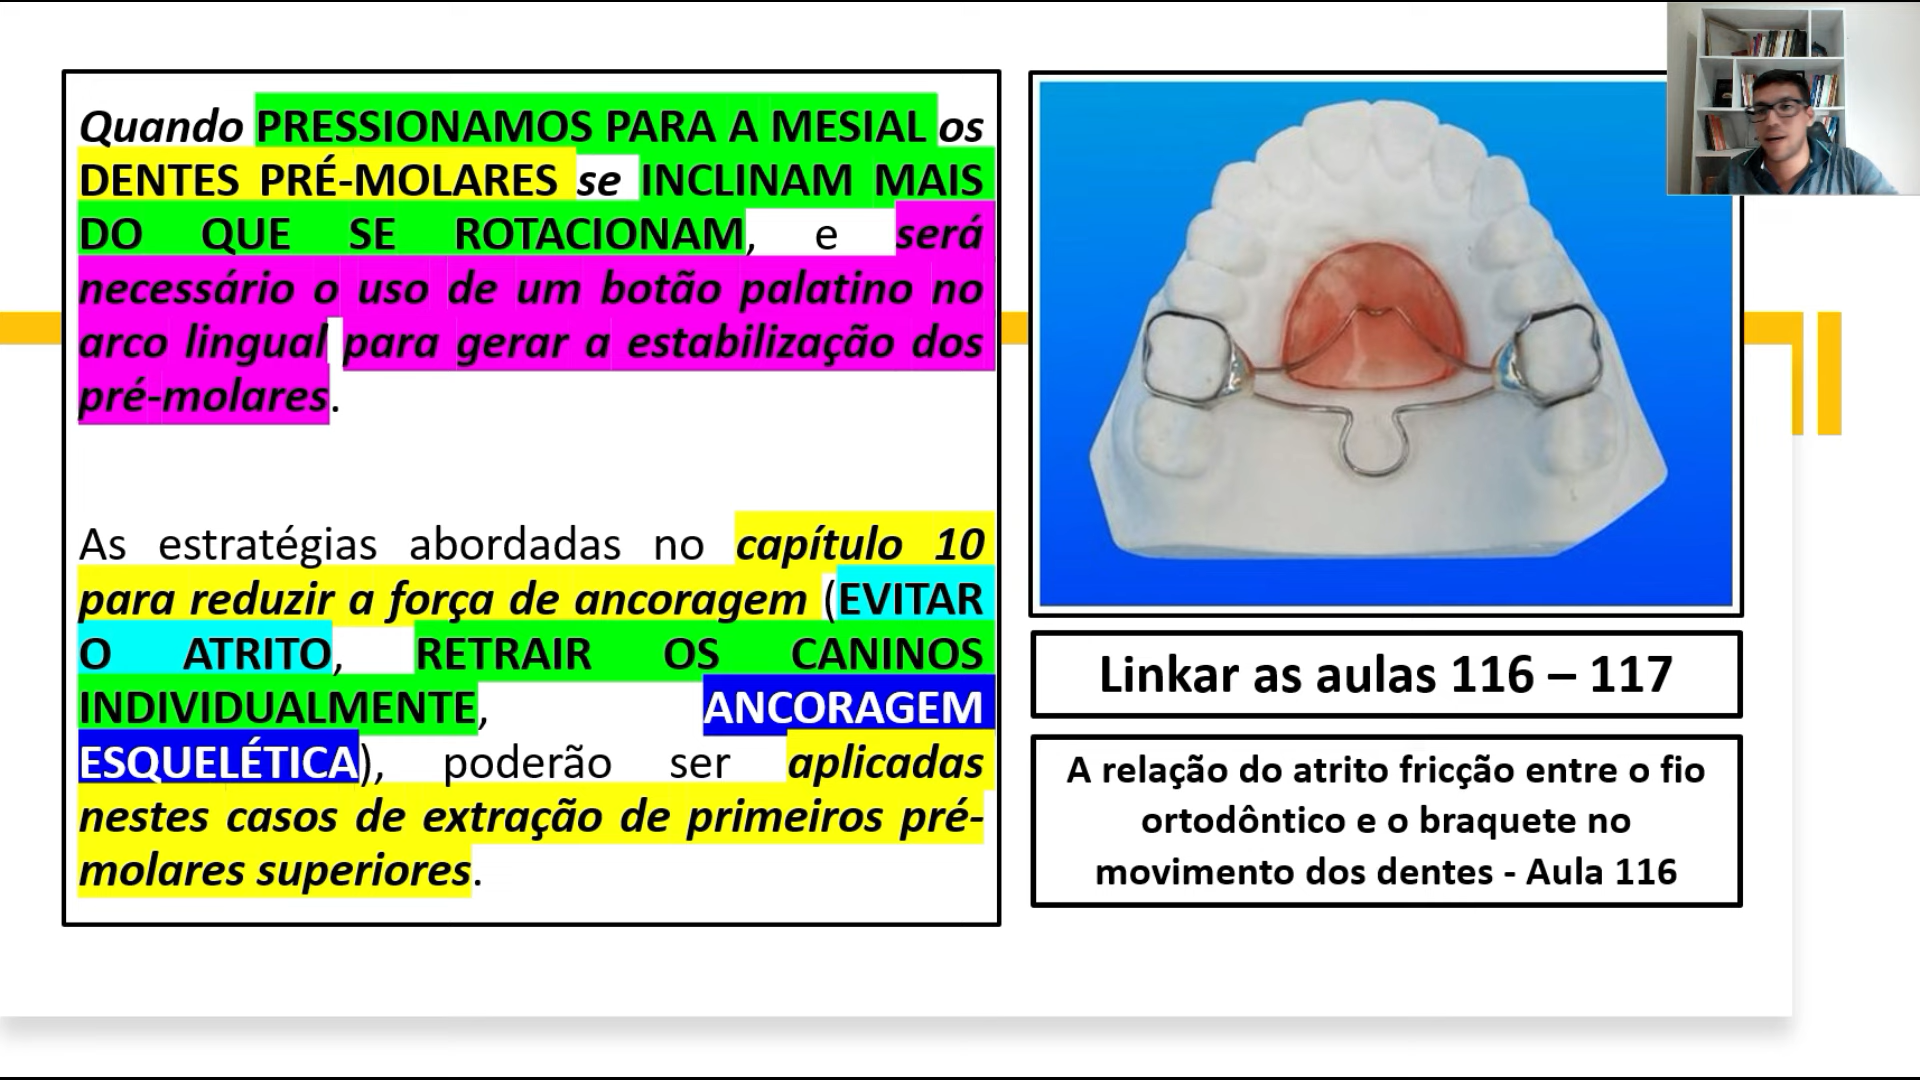 Quando PRESSIONAMOS PARA A MESIAL os
DENTES PRÉ-MOLARES se INCLINAM MAIS
DO QUE SE ROTACIONAM, e será
necessário o uso de um botão palatino no
arco lingual para gerar a estabilização dos
pré-molares.
As estratégias abordadas no capítulo 10
para reduzir a força de ancoragem (EVITAR
O ATRITO, RETRAIR OS CANINOS
INDIVIDUALMENTE, ANCORAGEM
ESQUELÉTICA), poderão ser aplicadas
nestes casos de extração de primeiros pré-
molares superiores.
Linkar as aulas 116 – 117
A relação do atrito fricção entre o fio
ortodôntico e o braquete no
movimento dos dentes - Aula 116